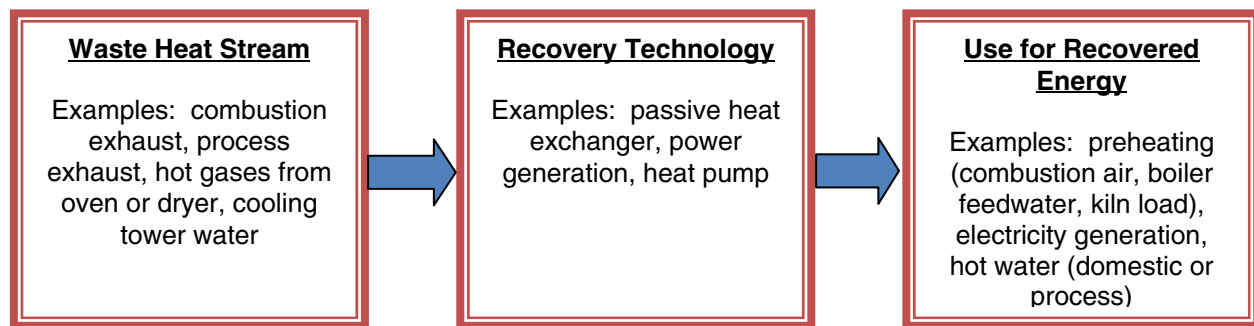 Waste Heat Stream
Examples:  combustion
exhaust, process
exhaust, hot gases from
oven or dryer, cooling
tower water
Recovery Technology
Examples:  passive heat
exchanger, power
generation, heat pump
Use for Recovered
Energy
Examples:  preheating
(combustion air, boiler
feedwater, kiln load),
electricity generation,
hot water (domestic or
process)